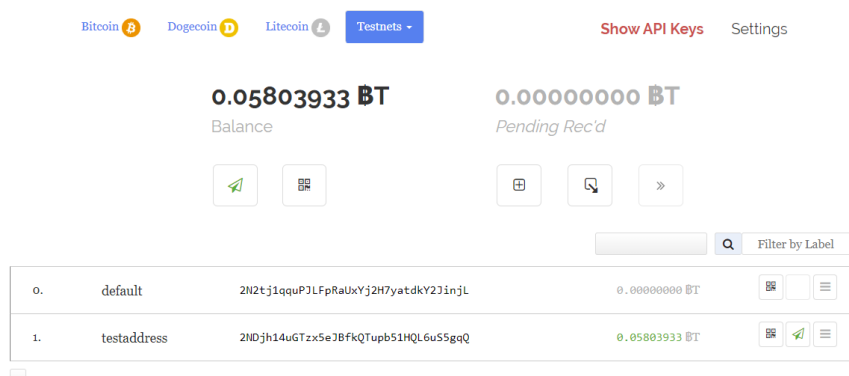 Bitcoin Dogecoin Litecoin Testnets Show API Keys Settings
0.05803933 ɃT 0.00000000 ɃT
Balance Pending Rec'd
Filter by Label
0. default 2N2tj1qquPJLFpRaUxYj2H7yatdkY2JinjL 0.00000000 ɃT
1. testaddress 2NDjh14uGTzx5eJBfkQTupb51HQL6uS5gqQ 0.05803933 ɃT